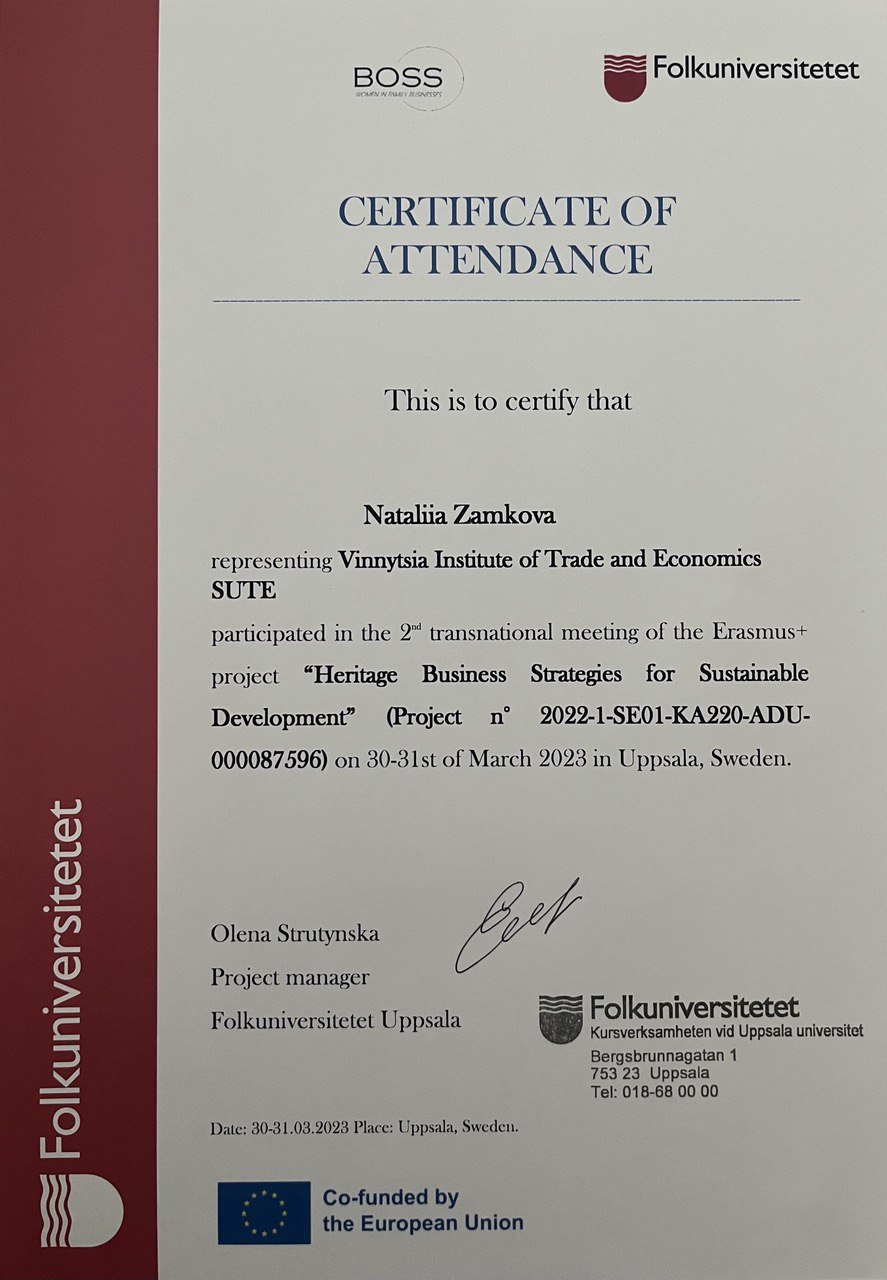 BOSS
WOMEN IN FAMILY BUSINESSES
Folkuniversitetet
CERTIFICATE OF
ATTENDANCE
This is to certify that
Nataliia Zamkova
representing Vinnytsia Institute of Trade and Economics
SUTE
participated in the 2nd transnational meeting of the Erasmus+
project “Heritage Business Strategies for Sustainable
Development” (Project n° 2022-1-SE01-KA220-ADU-
000087596) on 30-31st of March 2023 in Uppsala, Sweden.
Olena Strutynska
Project manager
Folkuniversitetet Uppsala
Folkuniversitetet
Kursverksamheten vid Uppsala universitet
Bergsbrunnagatan 1
753 23 Uppsala
Tel: 018-68 00 00
Date: 30-31.03.2023 Place: Uppsala, Sweden.
Co-funded by
the European Union
Folkuniversitetet